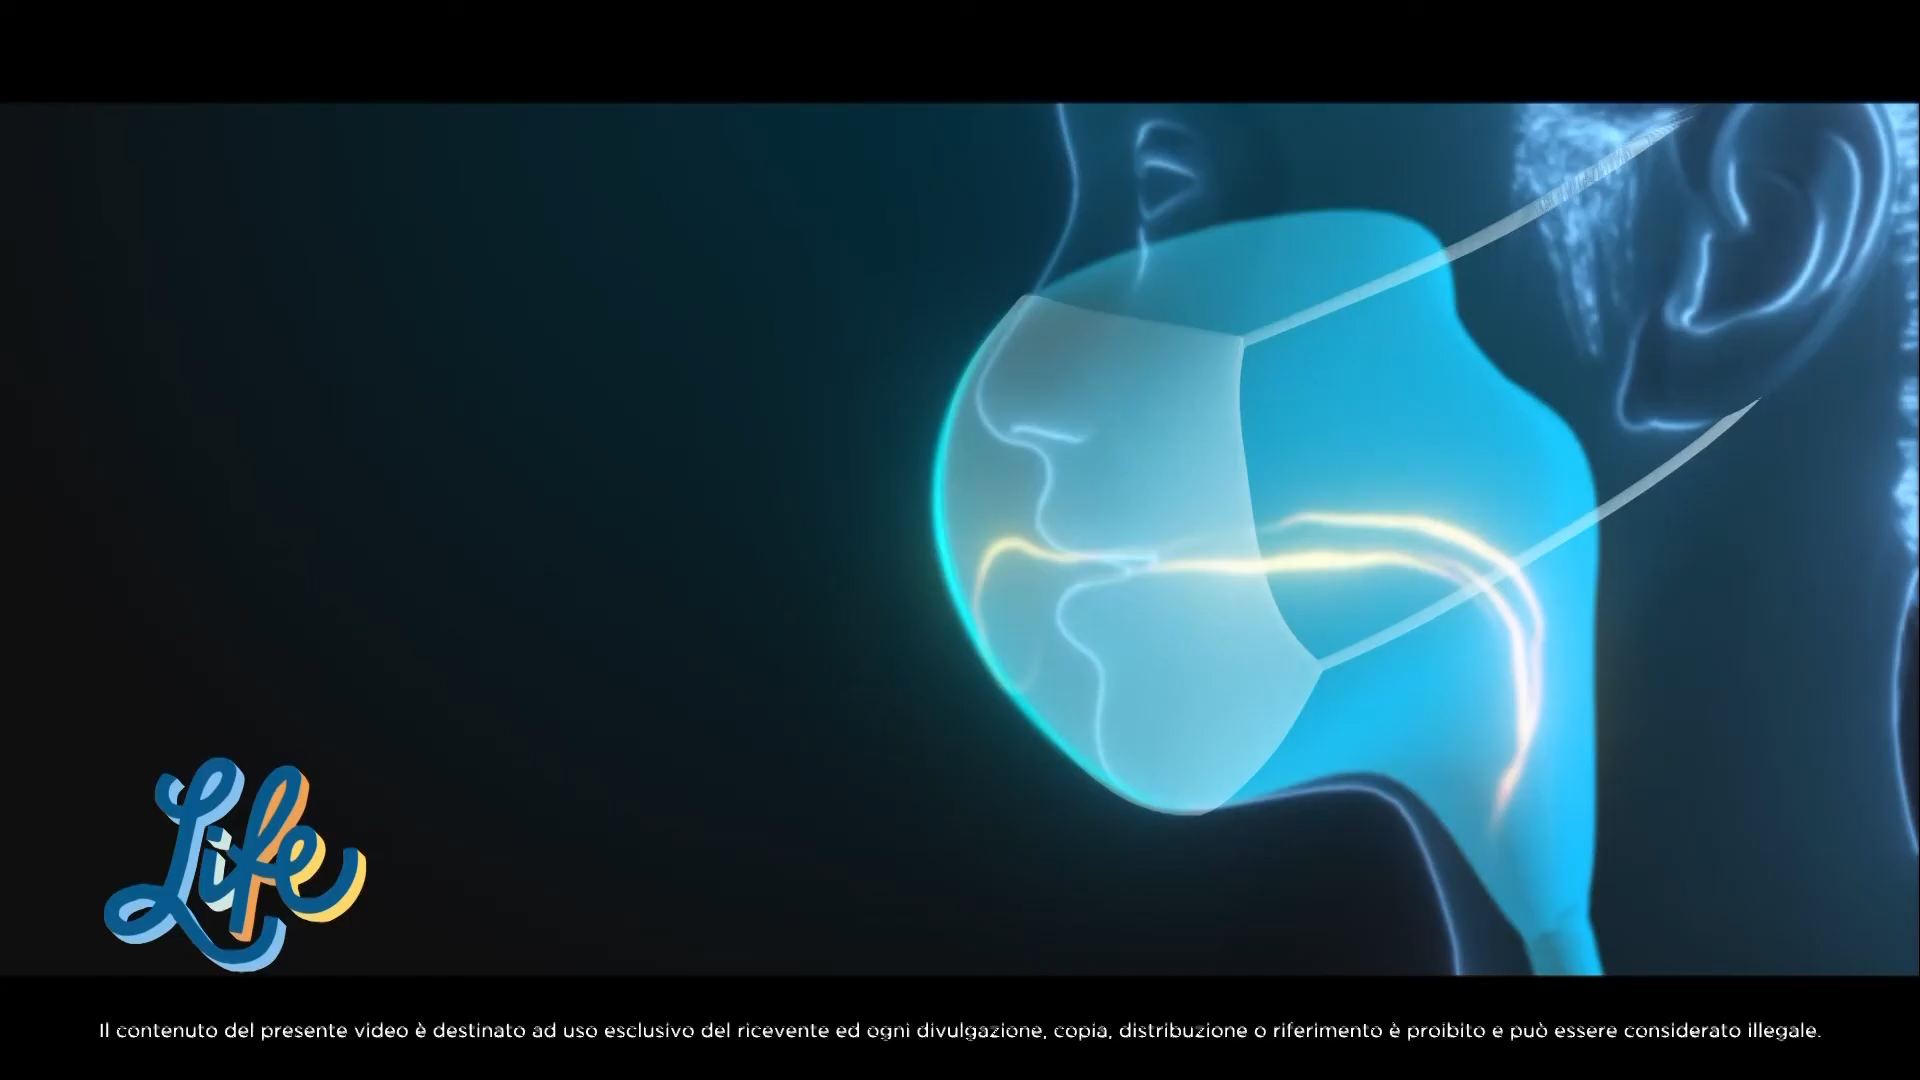 Life
Il contenuto del presente video è destinato ad uso esclusivo del ricevente ed ogni divulgazione, copia, distribuzione o riferimento è proibito e può essere considerato illegale.